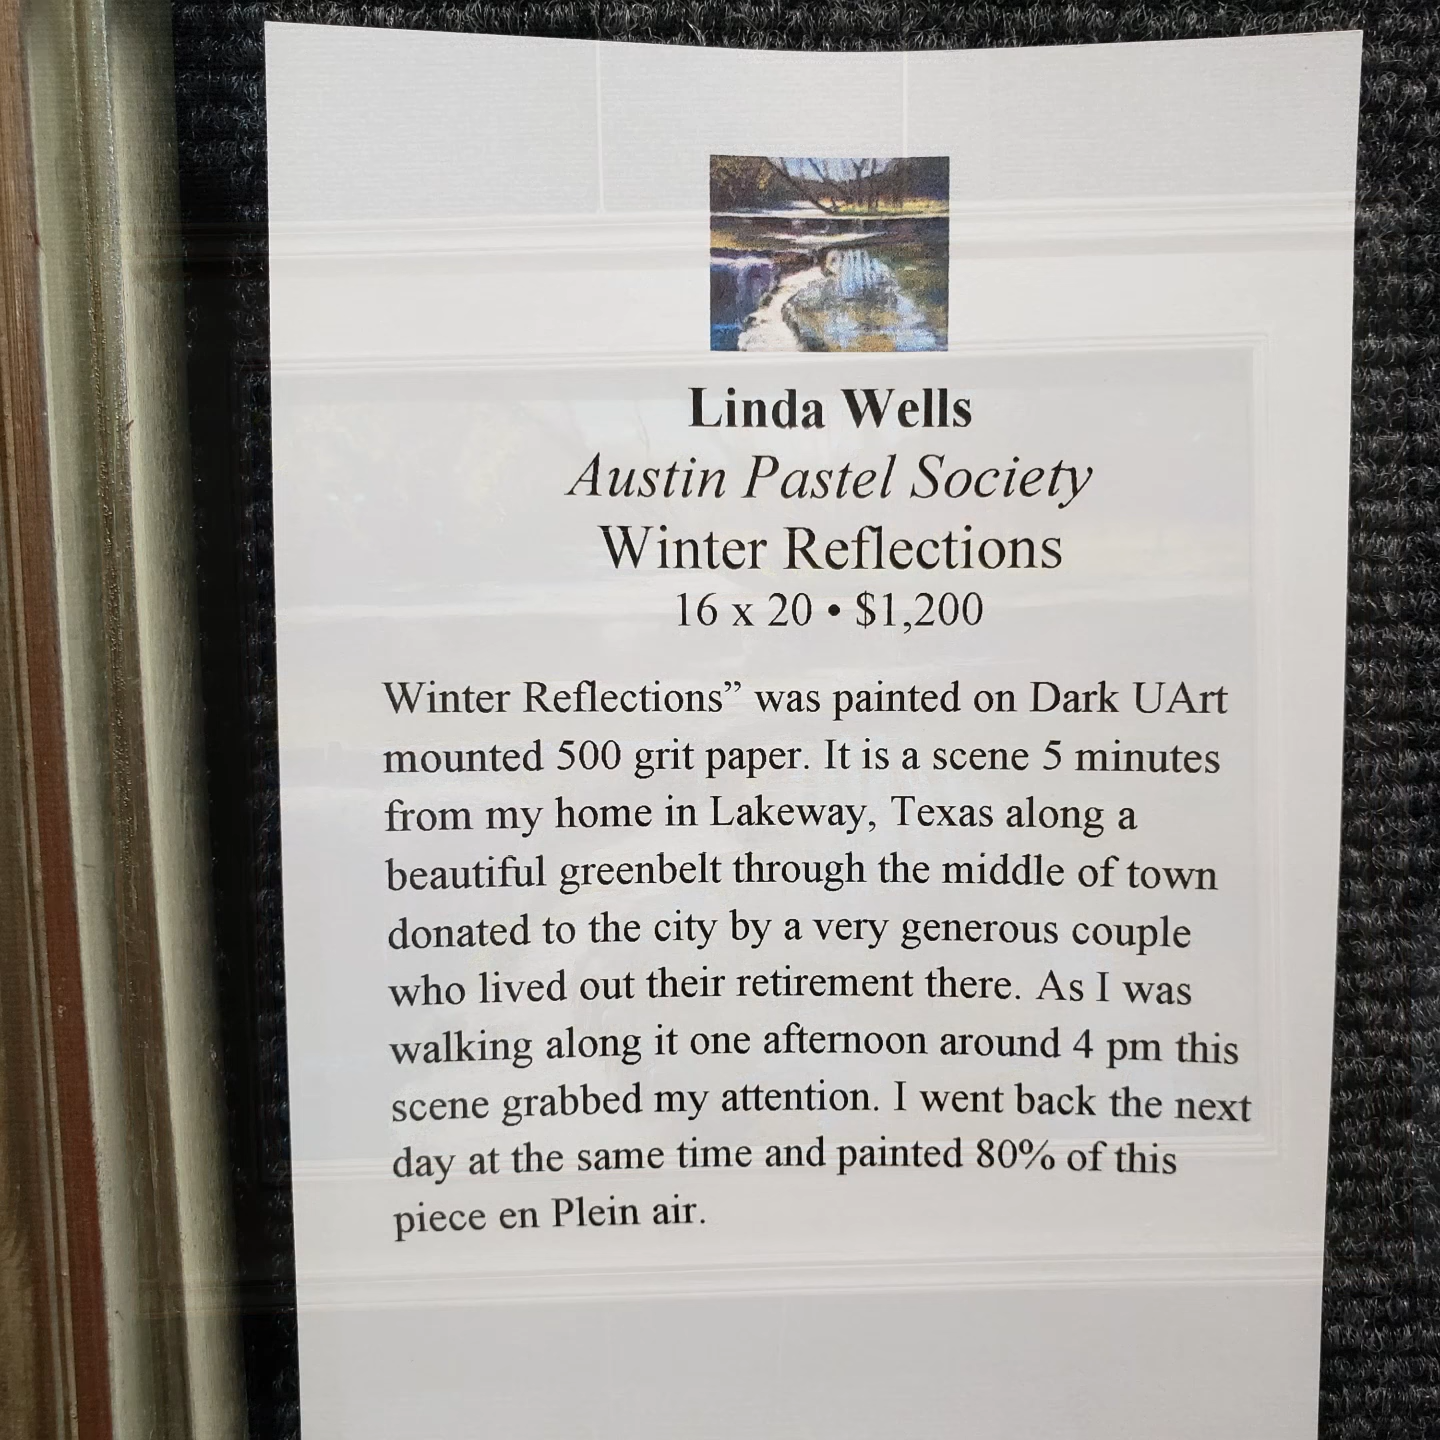 Linda Wells
Austin Pastel Society
Winter Reflections
16 x 20 • $1,200
Winter Reflections” was painted on Dark UArt
mounted 500 grit paper. It is a scene 5 minutes
from my home in Lakeway, Texas along a
beautiful greenbelt through the middle of town
donated to the city by a very generous couple
who lived out their retirement there. As I was
walking along it one afternoon around 4 pm this
scene grabbed my attention. I went back the next
day at the same time and painted 80% of this
piece en Plein air.